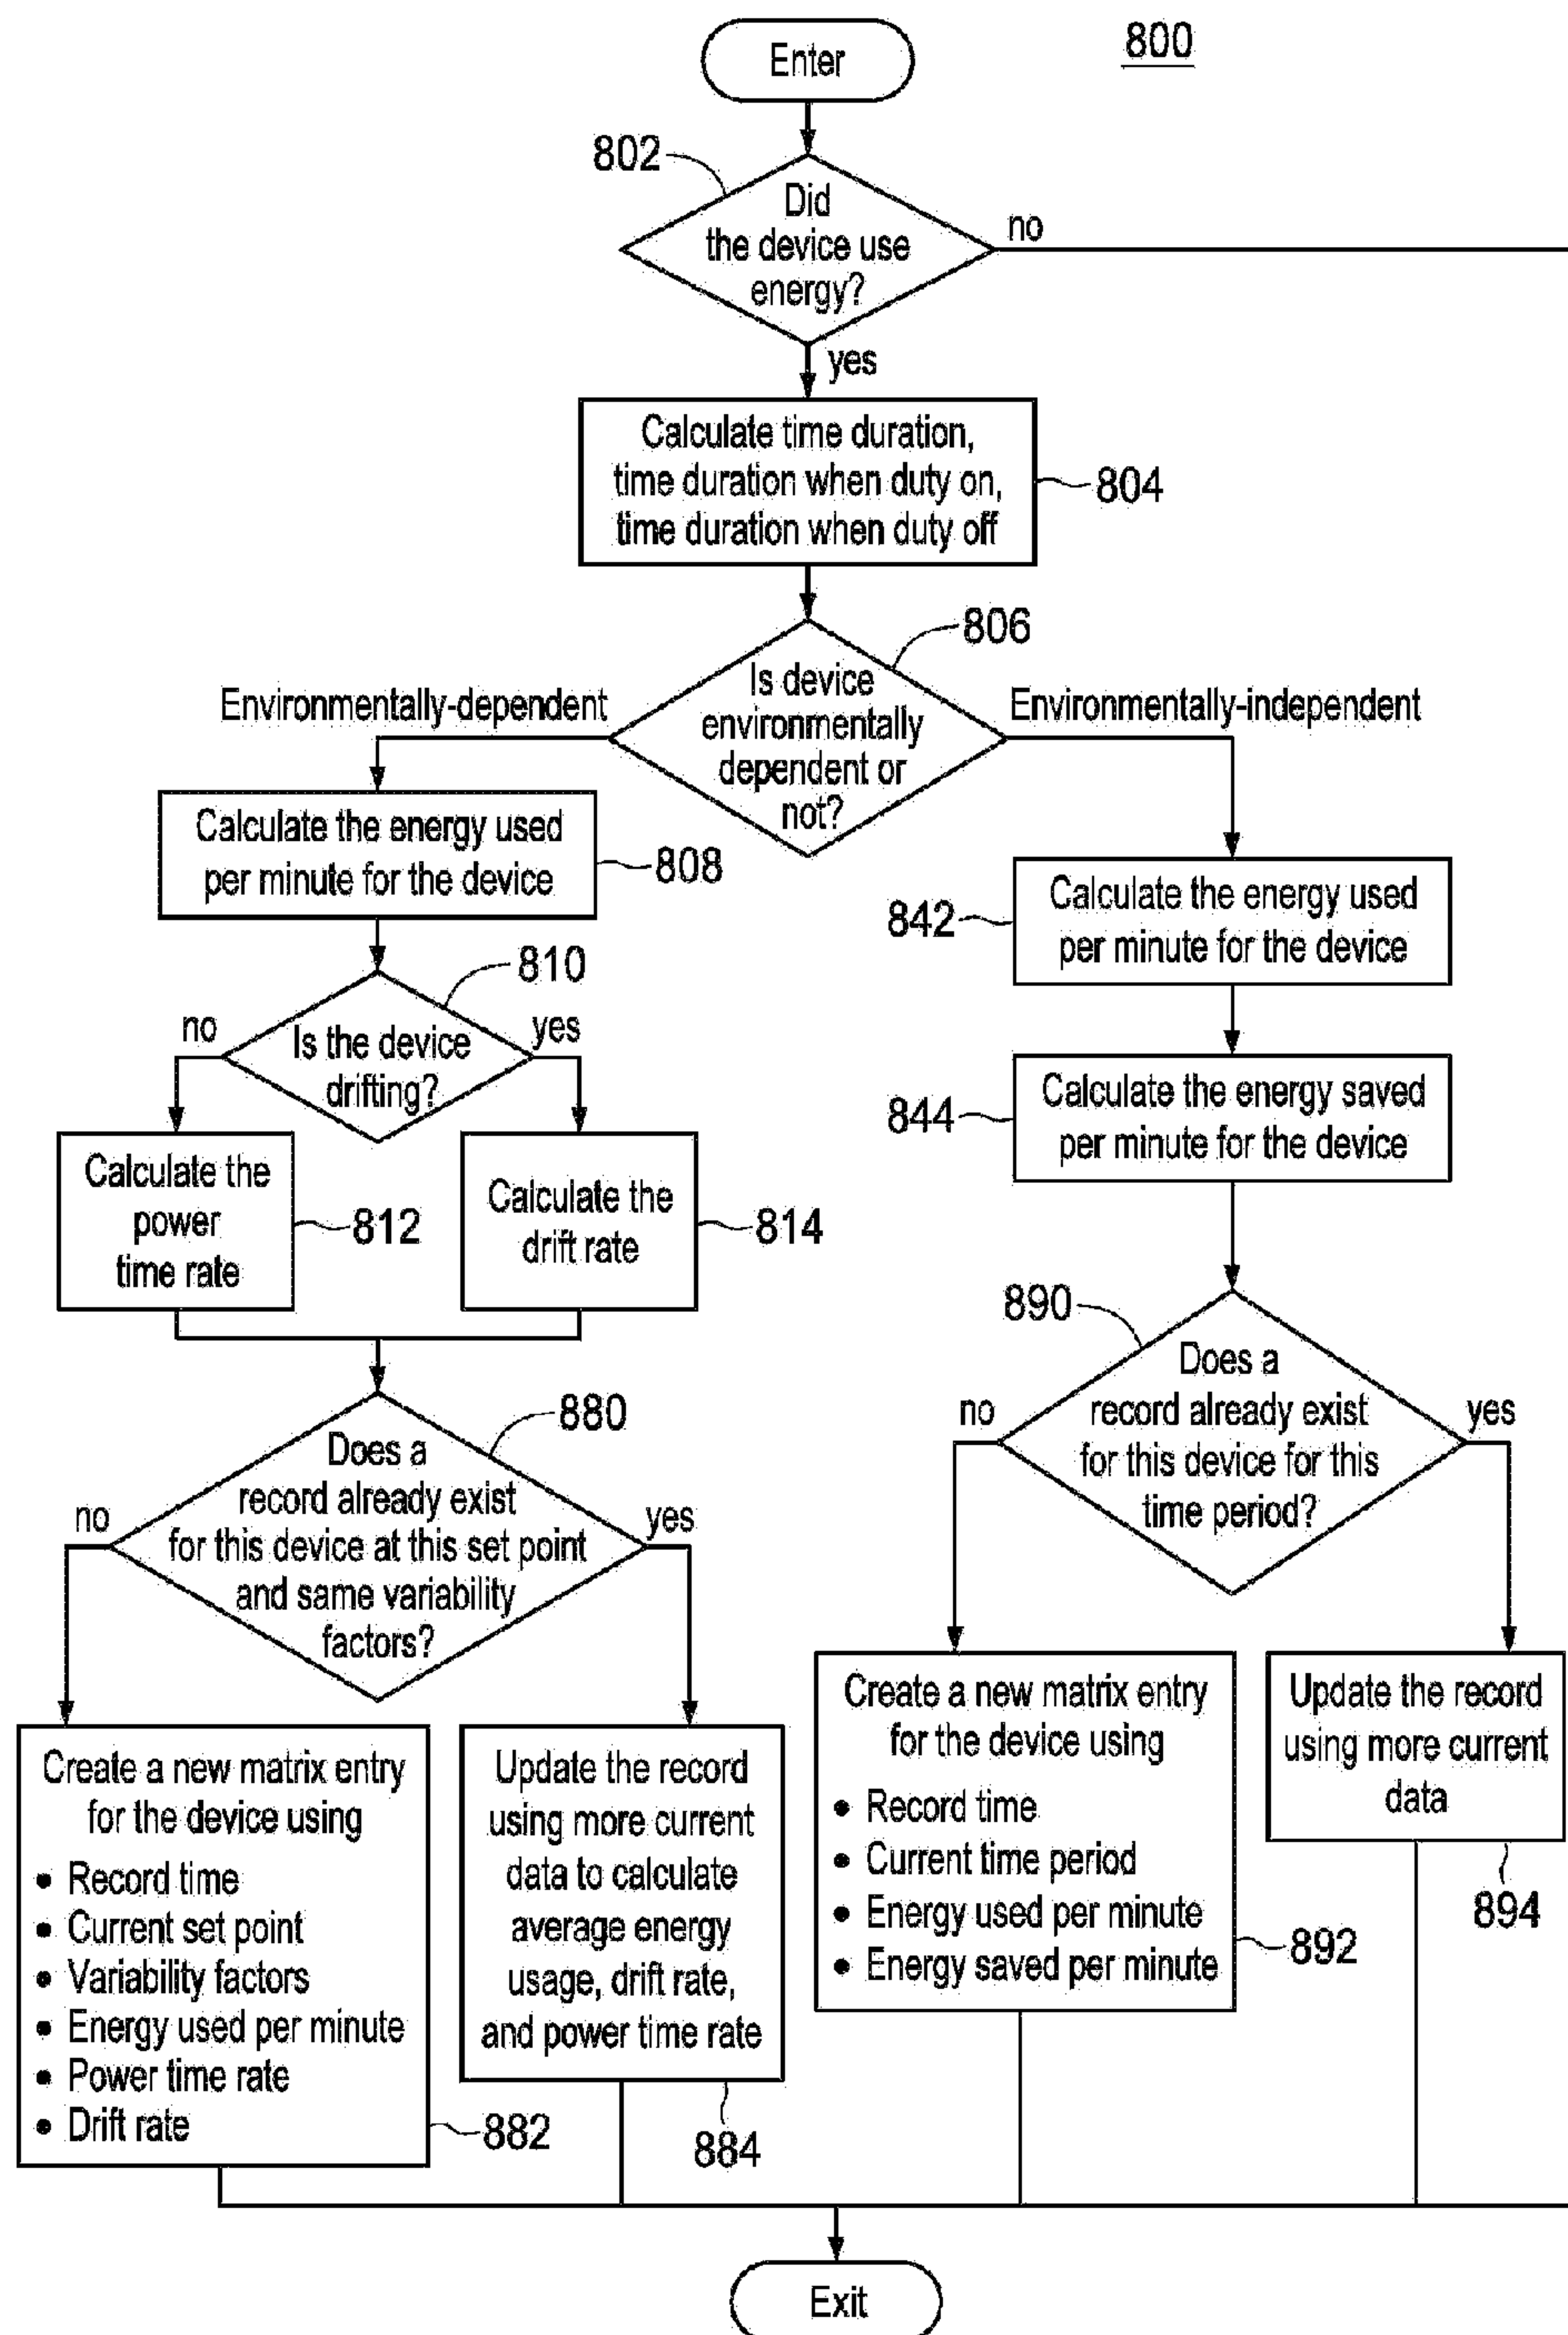 800
Enter
802
Did
the device use
energy?
no
yes
Calculate time duration,
time duration when duty on,
time duration when duty off
804
806
Is device
environmentally
dependent or
not?
Environmentally-dependent
Environmentally-independent
Calculate the energy used
per minute for the device
808
810
Is the device
drifting?
no
yes
Calculate the
power
time rate
812
Calculate the
drift rate
814
880
Does a
record already exist
for this device at this set point
and same variability
factors?
no
yes
Create a new matrix entry
for the device using
• Record time
• Current set point
• Variability factors
• Energy used per minute
• Power time rate
• Drift rate
882
Update the record
using more current
data to calculate
average energy
usage, drift rate,
and power time rate
884
842
Calculate the energy used
per minute for the device
844
Calculate the energy saved
per minute for the device
890
Does a
record already exist
for this device for this
time period?
no
yes
Create a new matrix entry
for the device using
• Record time
• Current time period
• Energy used per minute
• Energy saved per minute
892
Update the record
using more current
data
894
Exit